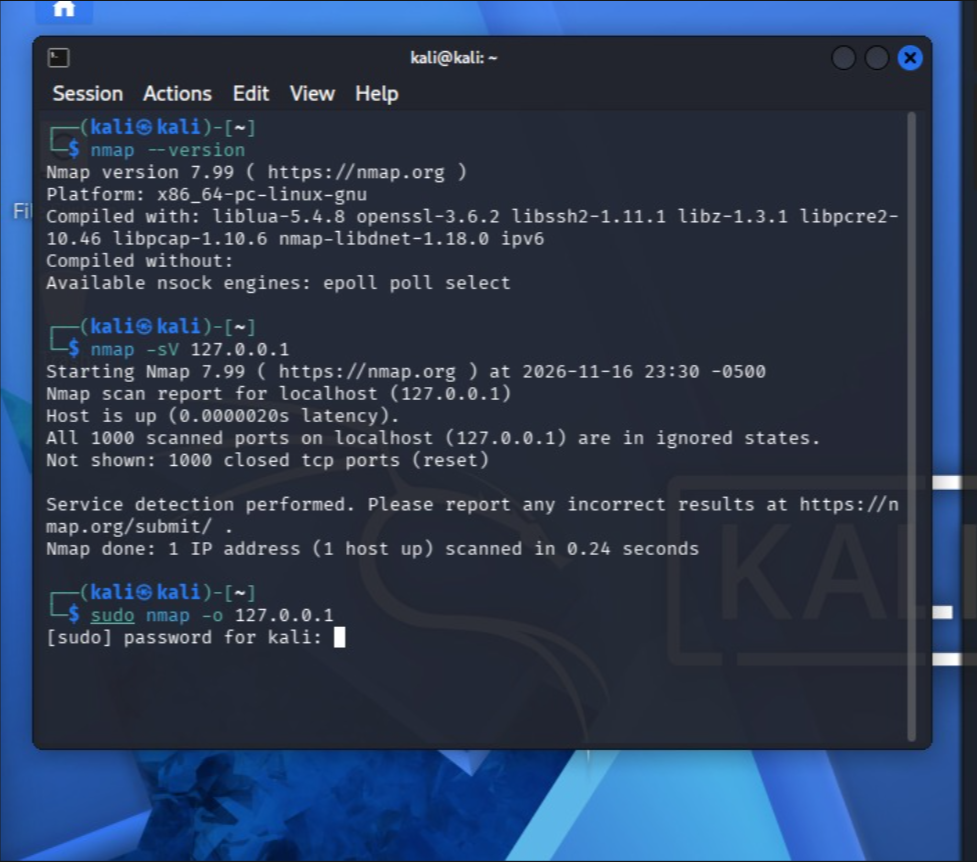 kali@kali: ~
Session Actions Edit View Help
┌──(kali㉿kali)-[~]
└─$ nmap --version
Nmap version 7.99 ( https://nmap.org )
Platform: x86_64-pc-linux-gnu
Compiled with: liblua-5.4.8 openssl-3.6.2 libssh2-1.11.1 libz-1.3.1 libpcre2-
10.46 libpcap-1.10.6 nmap-libdnet-1.18.0 ipv6
Compiled without:
Available nsock engines: epoll poll select
┌──(kali㉿kali)-[~]
└─$ nmap -sV 127.0.0.1
Starting Nmap 7.99 ( https://nmap.org ) at 2026-11-16 23:30 -0500
Nmap scan report for localhost (127.0.0.1)
Host is up (0.0000020s latency).
All 1000 scanned ports on localhost (127.0.0.1) are in ignored states.
Not shown: 1000 closed tcp ports (reset)
Service detection performed. Please report any incorrect results at https://n
map.org/submit/ .
Nmap done: 1 IP address (1 host up) scanned in 0.24 seconds
┌──(kali㉿kali)-[~]
└─$ sudo nmap -o 127.0.0.1
[sudo] password for kali:
Fi
KALI